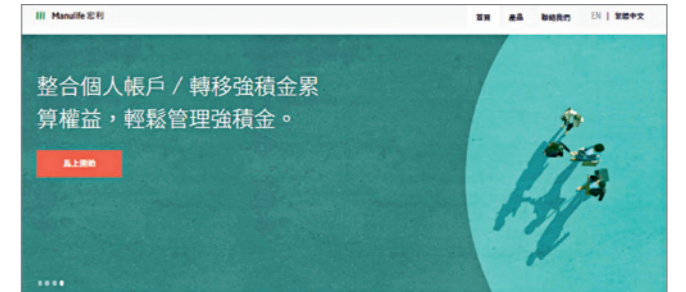 Manulife 宏利
首頁 產品 聯絡我們 EN | 繁體中文
整合個人帳戶 / 轉移強積金累
算權益，輕鬆管理強積金。
馬上開始